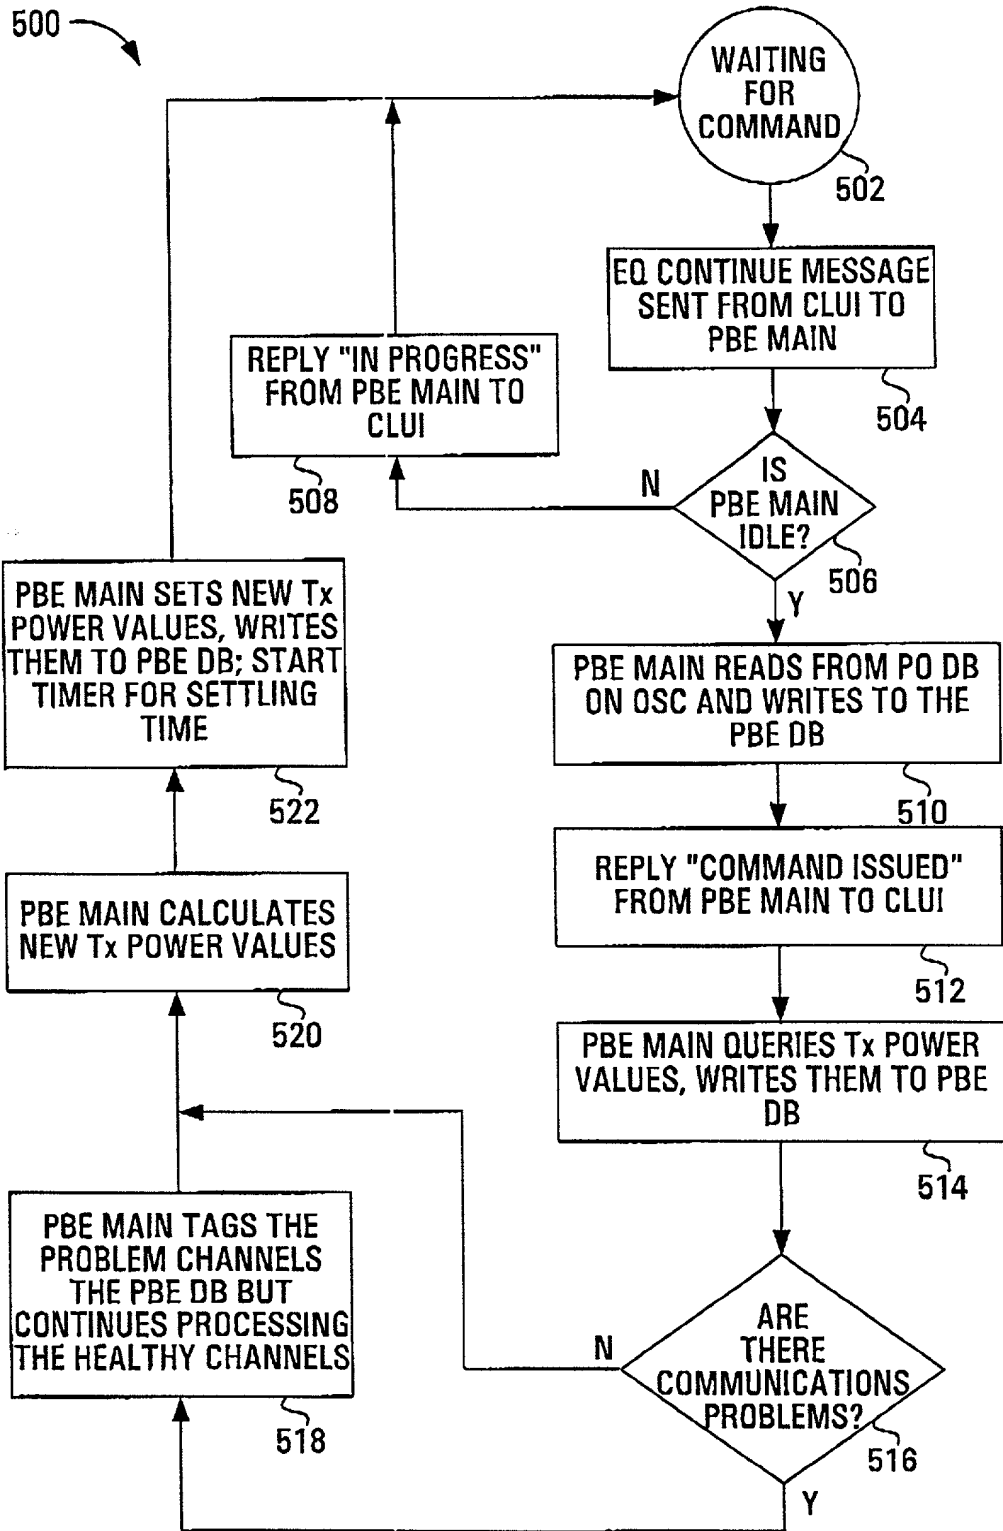 500
WAITING
FOR
COMMAND
502
EQ CONTINUE MESSAGE
SENT FROM CLUI TO
PBE MAIN
504
REPLY "IN PROGRESS"
FROM PBE MAIN TO
CLUI
508
N
IS
PBE MAIN
IDLE?
506
Y
PBE MAIN SETS NEW Tx
POWER VALUES, WRITES
THEM TO PBE DB; START
TIMER FOR SETTLING
TIME
522
PBE MAIN READS FROM PO DB
ON OSC AND WRITES TO THE
PBE DB
510
REPLY "COMMAND ISSUED"
FROM PBE MAIN TO CLUI
512
PBE MAIN CALCULATES
NEW Tx POWER VALUES
520
PBE MAIN QUERIES Tx POWER
VALUES, WRITES THEM TO PBE
DB
514
PBE MAIN TAGS THE
PROBLEM CHANNELS
THE PBE DB BUT
CONTINUES PROCESSING
THE HEALTHY CHANNELS
518
N
ARE
THERE
COMMUNICATIONS
PROBLEMS?
516
Y